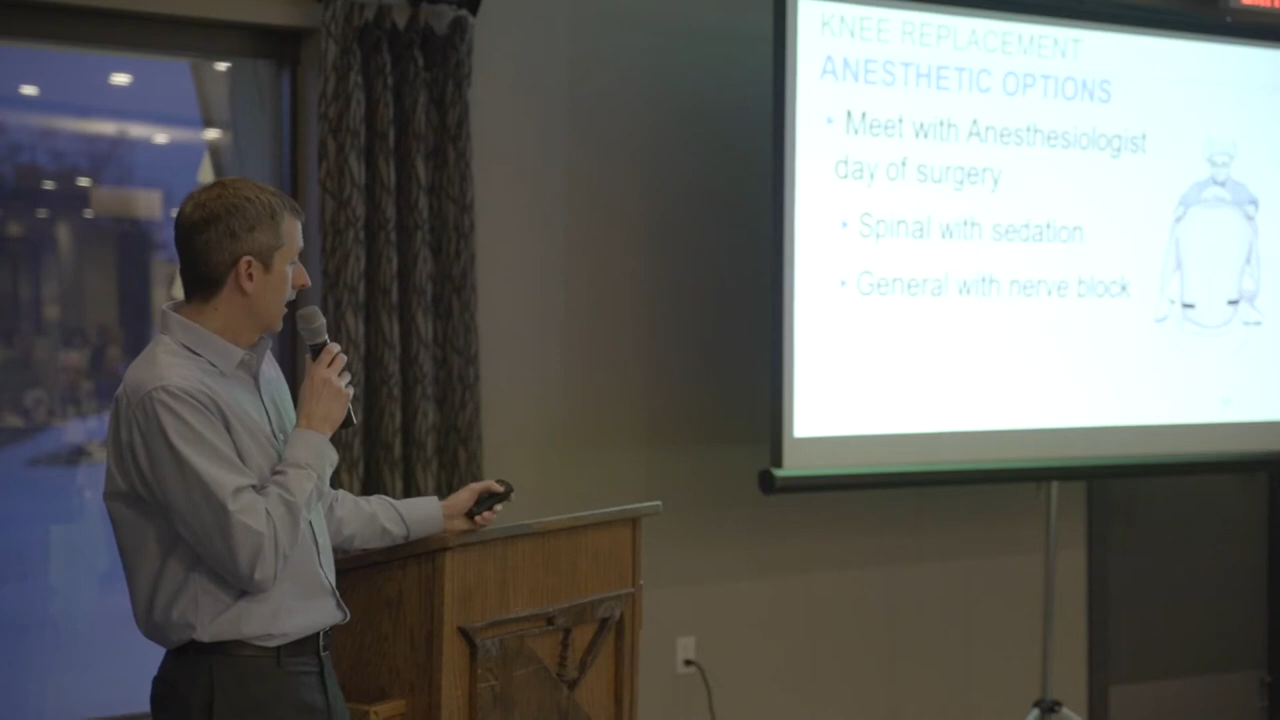 KNEE REPLACEMENT
ANESTHETIC OPTIONS
• Meet with Anesthesiologist
day of surgery
• Spinal with sedation
• General with nerve block